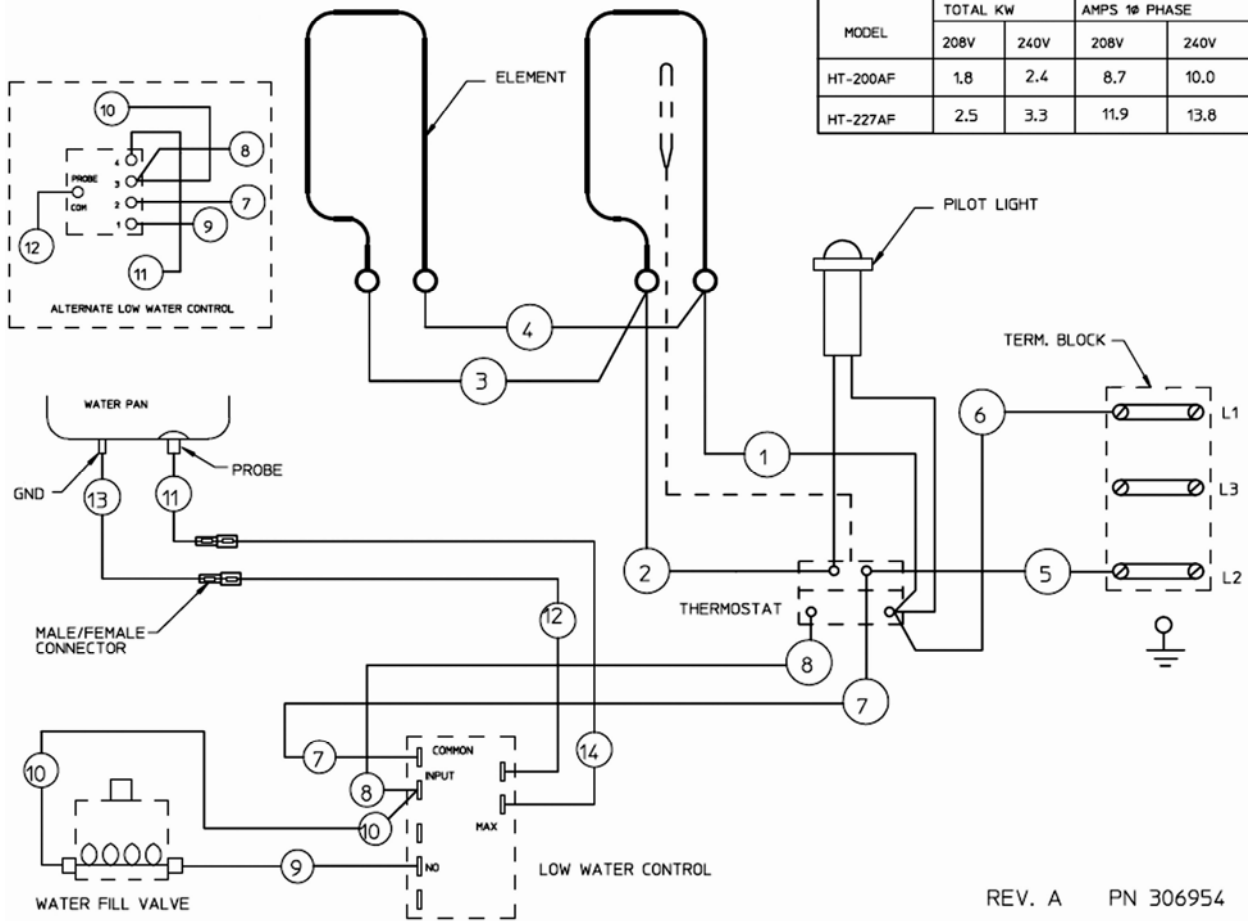 MODEL
TOTAL KW
AMPS 1Ø PHASE
208V 240V 208V 240V
HT-200AF 1.8 2.4 8.7 10.0
HT-227AF 2.5 3.3 11.9 13.8
ELEMENT
10
8
4
PROBE
3
COM
2
7
1
9
12
11
ALTERNATE LOW WATER CONTROL
PILOT LIGHT
4
3
TERM. BLOCK
6
L1
WATER PAN
1
PROBE
GND
13
11
L3
2
5
L2
THERMOSTAT
12
MALE/FEMALE
CONNECTOR
8
7
7
COMMON
14
10
INPUT
8
10
MAX
NO
9
LOW WATER CONTROL
WATER FILL VALVE
REV. A PN 306954